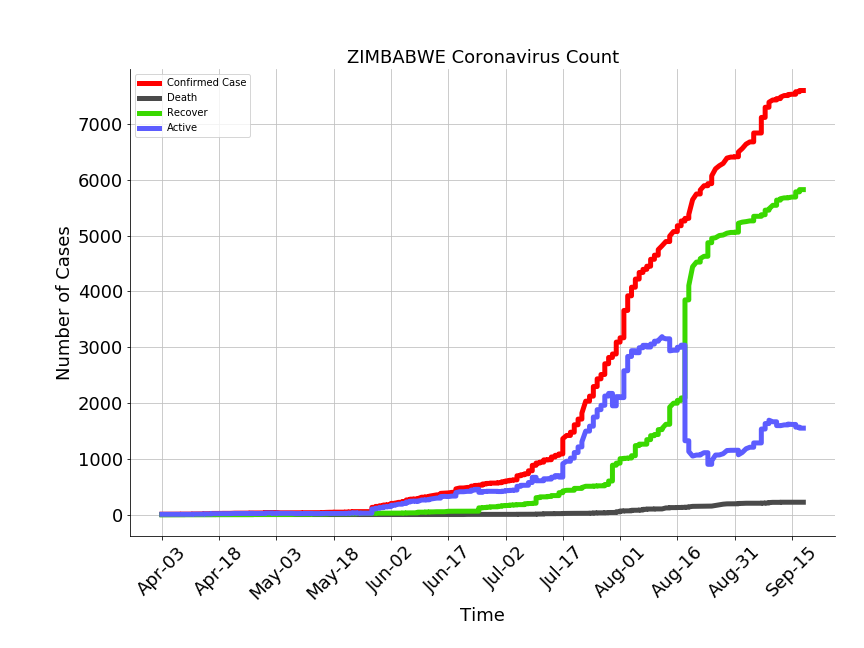 ZIMBABWE Coronavirus Count
Confirmed Case
Death
Recover
Active
7000
6000
5000
4000
3000
2000
1000
0
Number of Cases
Apr-03
Apr-18
May-03
May-18
Jun-02
Jun-17
Jul-02
Jul-17
Aug-01
Aug-16
Aug-31
Sep-15
Time